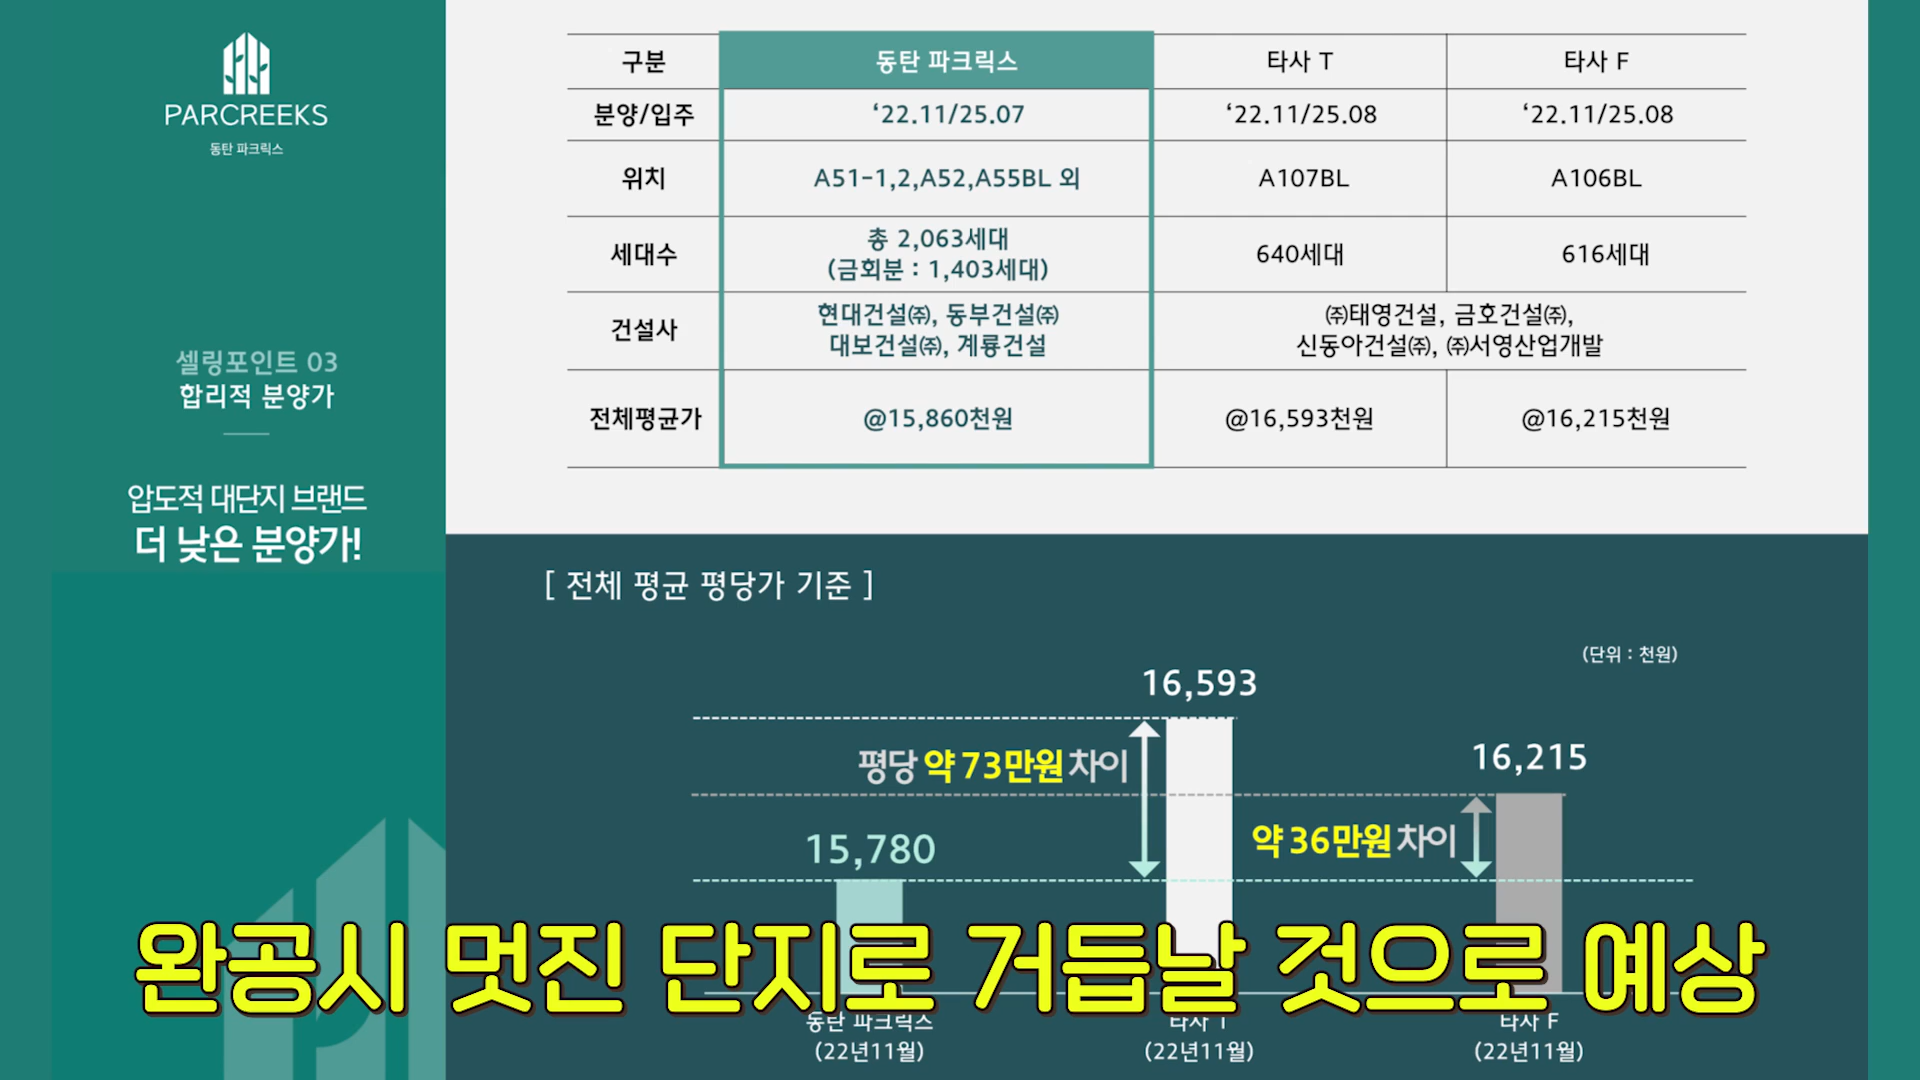 PARCREEKS
동탄 파크릭스
셀링포인트 03
합리적 분양가
압도적 대단지 브랜드
더 낮은 분양가!
구분 동탄 파크릭스 타사 T 타사 F
분양/입주 ‘22.11/25.07 ‘22.11/25.08 ‘22.11/25.08
위치 A51-1,2,A52,A55BL 외 A107BL A106BL
세대수 총 2,063세대 (금회분 : 1,403세대) 640세대 616세대
건설사 현대건설㈜, 동부건설㈜ 대보건설㈜, 계룡건설 ㈜태영건설, 금호건설㈜, 신동아건설㈜, ㈜서영산업개발
전체평균가 @15,860천원 @16,593천원 @16,215천원
[ 전체 평균 평당가 기준 ]
(단위 : 천원)
16,593
평당 약 73만원 차이
16,215
약 36만원 차이
15,780
완공시 멋진 단지로 거듭날 것으로 예상
동탄 파크릭스 타사 T 타사 F
(22년11월) (22년11월) (22년11월)